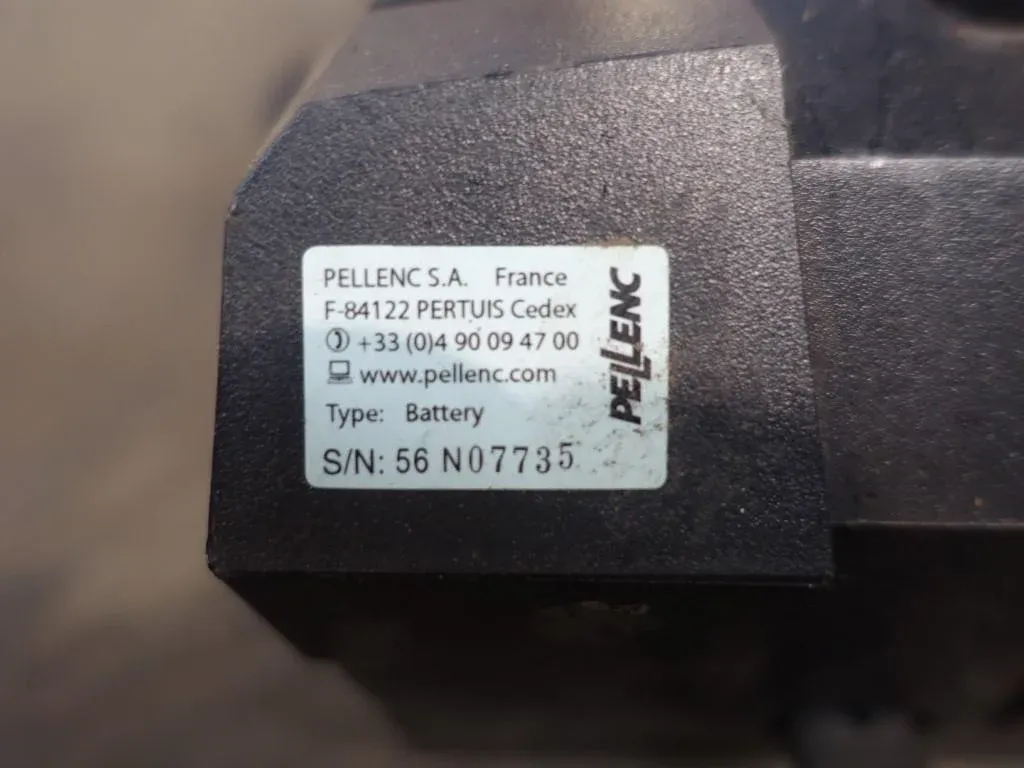 PELLENC S.A. France
F-84122 PERTUIS Cedex
+33 (0)4 90 09 47 00
www.pellenc.com
Type: Battery
S/N: 56 N07735
PELLENC